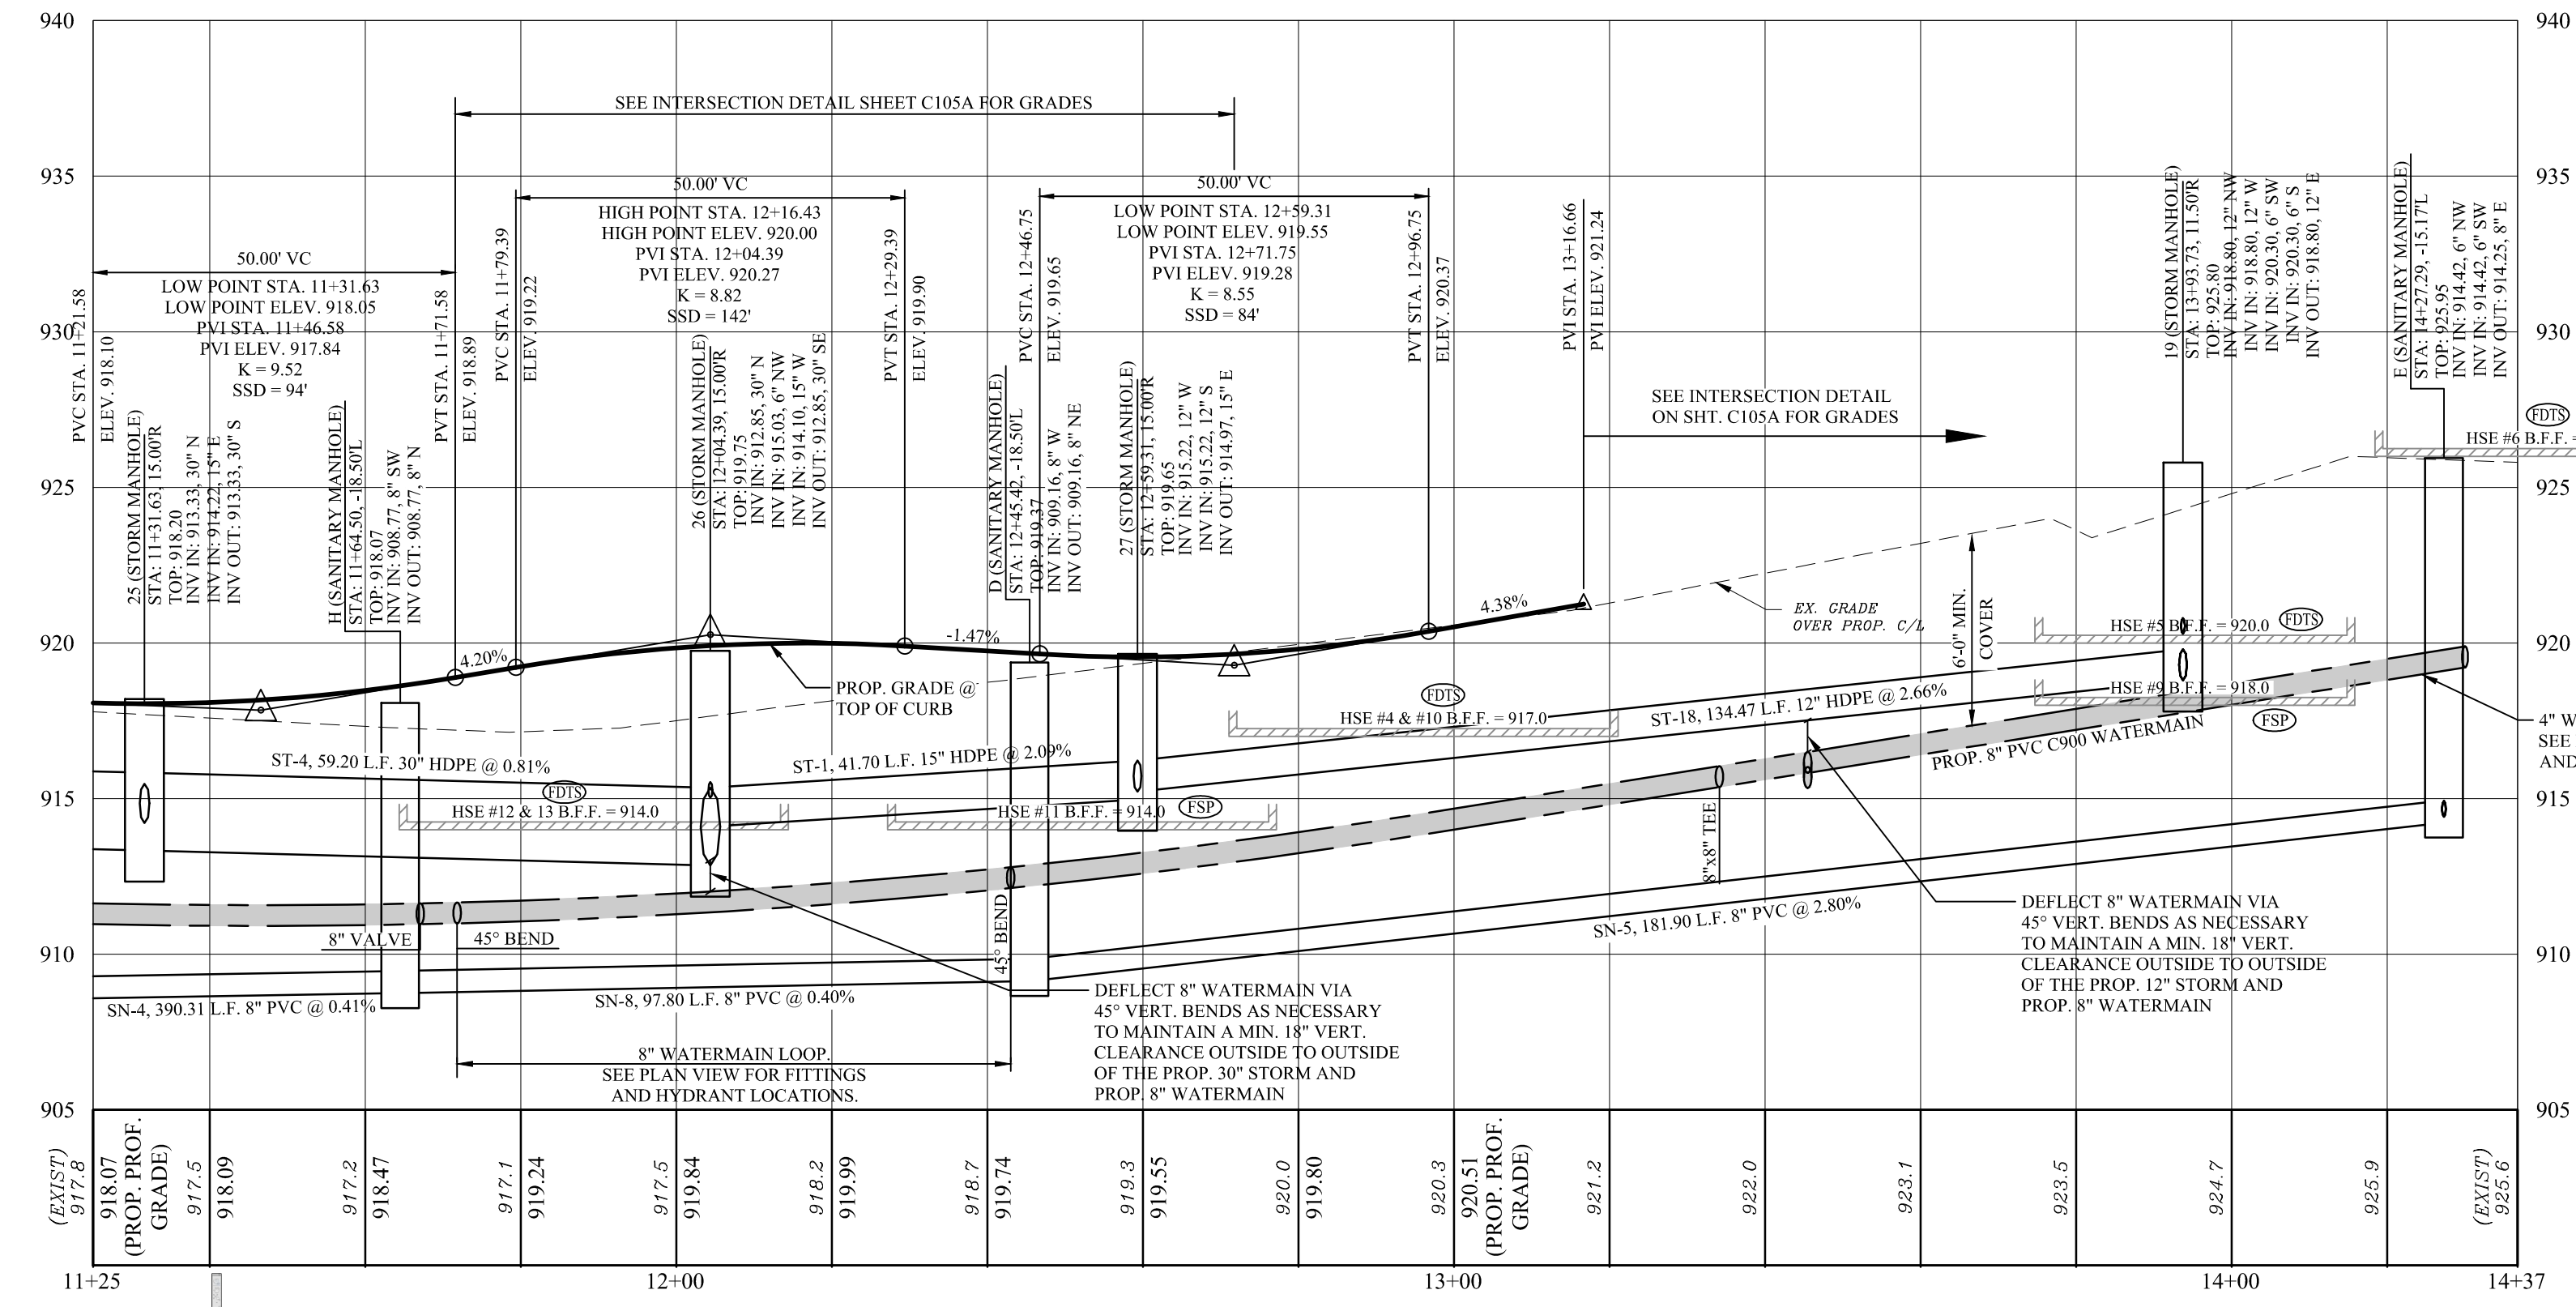 940
940
935
935
930
930
925
925
920
920
915
915
910
910
905
905
SEE INTERSECTION DETAIL SHEET C105A FOR GRADES
50.00' VC
LOW POINT STA. 11+31.63
LOW POINT ELEV. 918.05
PVI STA. 11+46.58
PVI ELEV. 917.84
K = 9.52
SSD = 94'
50.00' VC
HIGH POINT STA. 12+16.43
HIGH POINT ELEV. 920.00
PVI STA. 12+04.39
PVI ELEV. 920.27
K = 8.82
SSD = 142'
50.00' VC
LOW POINT STA. 12+59.31
LOW POINT ELEV. 919.55
PVI STA. 12+71.75
PVI ELEV. 919.28
K = 8.55
SSD = 84'
PVC STA. 11+21.58
ELEV. 918.10
PVT STA. 11+71.58
ELEV. 918.89
PVC STA. 11+79.39
ELEV. 919.22
PVT STA. 12+29.39
ELEV. 919.90
PVC STA. 12+46.75
ELEV. 919.65
PVT STA. 12+96.75
ELEV. 920.37
PVI STA. 13+16.66
PVI ELEV. 921.24
25 (STORM MANHOLE)
STA: 11+31.63, 15.00'R
TOP: 918.20
INV IN: 913.33, 30" N
INV IN: 914.22, 15" E
INV OUT: 913.33, 30" S
H (SANITARY MANHOLE)
STA: 11+64.50, -18.50'L
TOP: 918.07
INV IN: 908.77, 8" SW
INV OUT: 908.77, 8" N
26 (STORM MANHOLE)
STA: 12+04.39, 15.00'R
TOP: 919.75
INV IN: 912.85, 30" N
INV IN: 915.03, 6" NW
INV IN: 914.10, 15" W
INV OUT: 912.85, 30" SE
D (SANITARY MANHOLE)
STA: 12+45.42, -18.50'L
TOP: 919.37
INV IN: 909.16, 8" W
INV OUT: 909.16, 8" NE
27 (STORM MANHOLE)
STA: 12+59.31, 15.00'R
TOP: 919.65
INV IN: 915.22, 12" W
INV IN: 915.22, 12" S
INV OUT: 914.97, 15" E
19 (STORM MANHOLE)
STA: 13+93.73, 11.50'R
TOP: 925.80
INV IN: 918.80, 12" NW
INV IN: 918.80, 12" W
INV IN: 920.30, 6" SW
INV IN: 920.30, 6" S
INV OUT: 918.80, 12" E
E (SANITARY MANHOLE)
STA: 14+27.29, -15.17'L
TOP: 925.95
INV IN: 914.42, 6" NW
INV IN: 914.42, 6" SW
INV OUT: 914.25, 8" E
SEE INTERSECTION DETAIL
ON SHT. C105A FOR GRADES
FDTS
HSE #6 B.F.F. =
4.20%
-1.47%
4.38%
PROP. GRADE @
TOP OF CURB
EX. GRADE
OVER PROP. C/L
6'-0" MIN.
COVER
HSE #5 B.F.F. = 920.0
FDTS
HSE #9 B.F.F. = 918.0
FSP
FDTS
HSE #4 & #10 B.F.F. = 917.0
ST-18, 134.47 L.F. 12" HDPE @ 2.66%
PROP. 8" PVC C900 WATERMAIN
4" W
SEE
AND
ST-4, 59.20 L.F. 30" HDPE @ 0.81%
ST-1, 41.70 L.F. 15" HDPE @ 2.09%
FDTS
HSE #12 & 13 B.F.F. = 914.0
HSE #11 B.F.F. = 914.0
FSP
8"x8" TEE
8" VALVE
45° BEND
45° BEND
SN-4, 390.31 L.F. 8" PVC @ 0.41%
SN-8, 97.80 L.F. 8" PVC @ 0.40%
SN-5, 181.90 L.F. 8" PVC @ 2.80%
8" WATERMAIN LOOP.
SEE PLAN VIEW FOR FITTINGS
AND HYDRANT LOCATIONS.
DEFLECT 8" WATERMAIN VIA
45° VERT. BENDS AS NECESSARY
TO MAINTAIN A MIN. 18" VERT.
CLEARANCE OUTSIDE TO OUTSIDE
OF THE PROP. 30" STORM AND
PROP. 8" WATERMAIN
DEFLECT 8" WATERMAIN VIA
45° VERT. BENDS AS NECESSARY
TO MAINTAIN A MIN. 18" VERT.
CLEARANCE OUTSIDE TO OUTSIDE
OF THE PROP. 12" STORM AND
PROP. 8" WATERMAIN
(EXIST)
917.8
918.07
(PROP. PROF.
GRADE)
917.5
918.09
917.2
918.47
917.1
919.24
917.5
919.84
918.2
919.99
918.7
919.74
919.3
919.55
920.0
919.80
920.3
920.51
(PROP. PROF.
GRADE)
921.2
922.0
923.1
923.5
924.7
925.9
(EXIST)
925.6
11+25
12+00
13+00
14+00
14+37